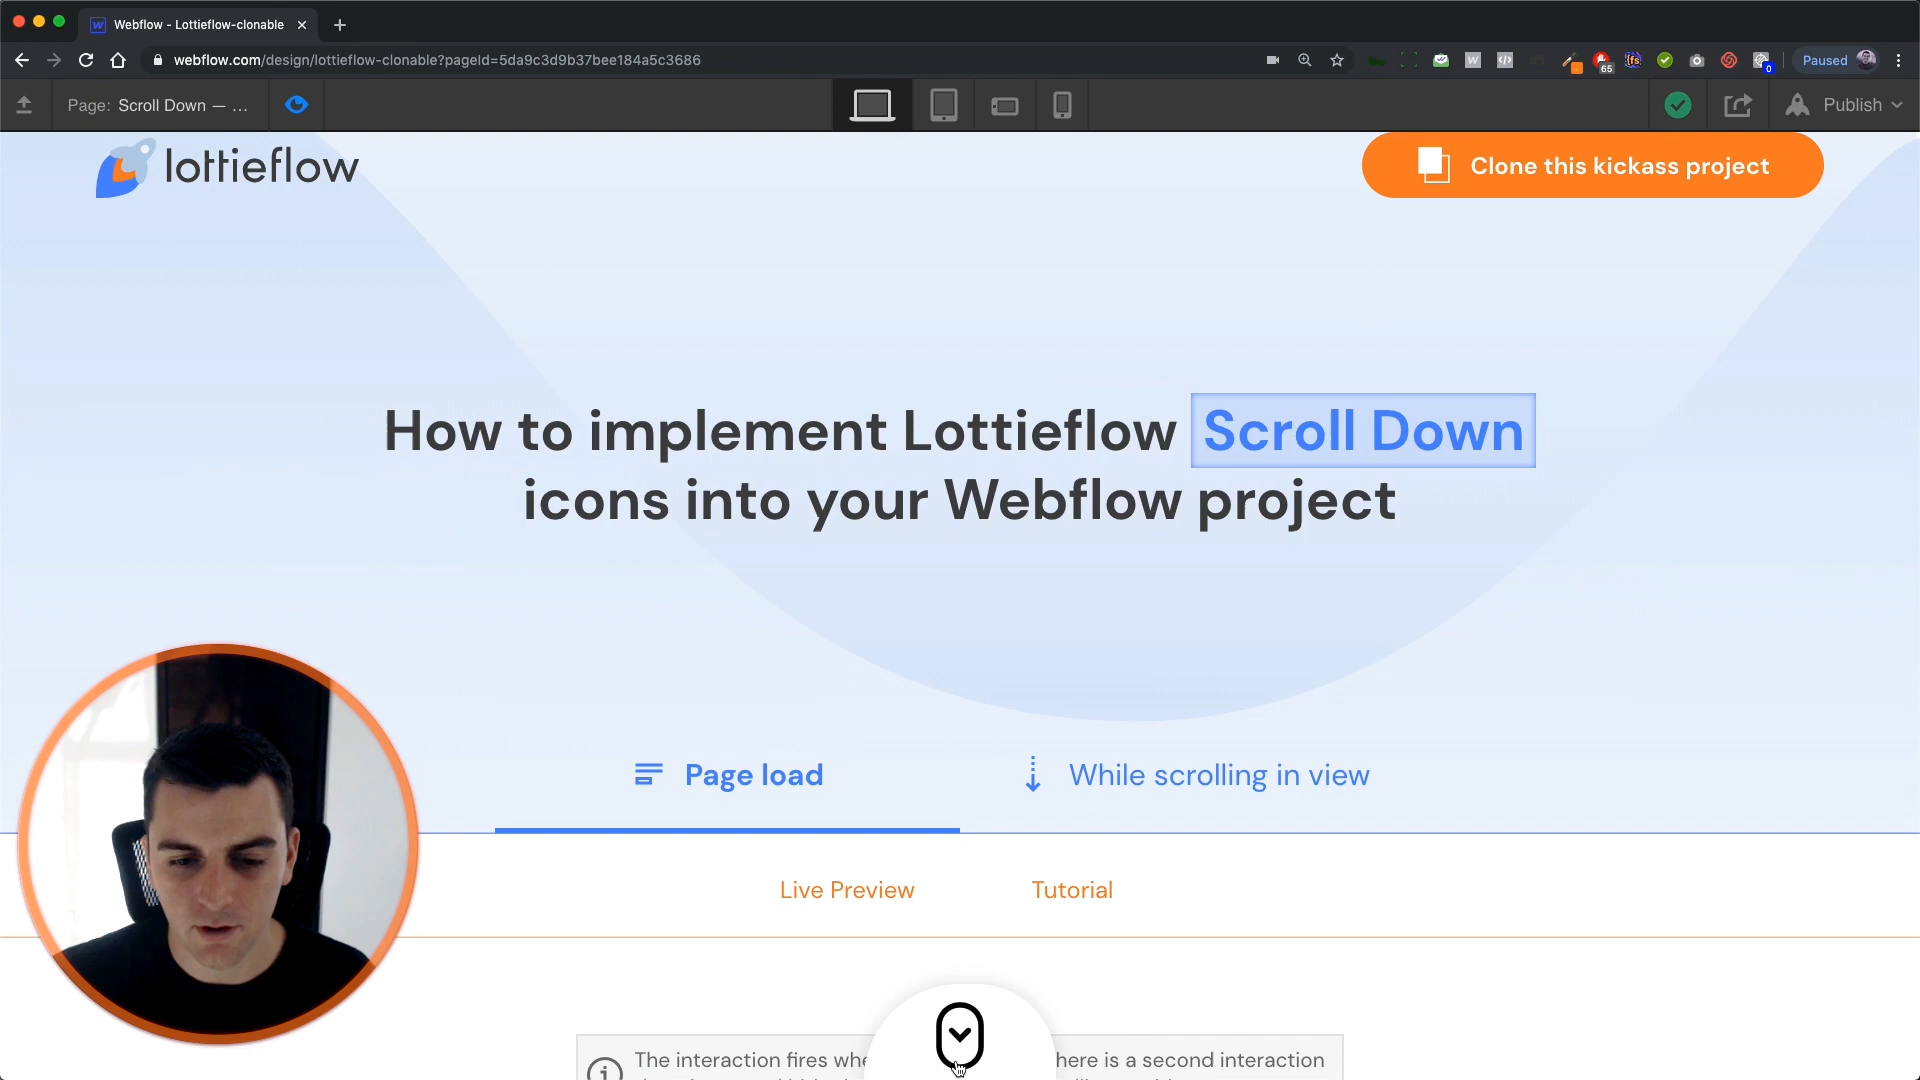 Webflow - Lottieflow-clonable
webflow.com/design/lottieflow-clonable?pageId=5da9c3d9b37bee184a5c3686
65
0
Paused
Page: Scroll Down — ...
Publish
lottieflow
Clone this kickass project
How to implement Lottieflow Scroll Down
icons into your Webflow project
Page load
While scrolling in view
Live Preview
Tutorial
The interaction fires whe
here is a second interaction